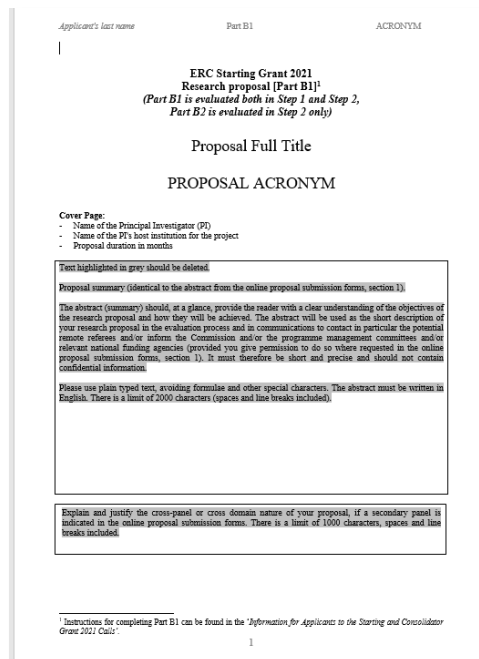 Applicant's last name Part B1 ACRONYM
ERC Starting Grant 2021
Research proposal [Part B1]¹
(Part B1 is evaluated both in Step 1 and Step 2,
Part B2 is evaluated in Step 2 only)
Proposal Full Title
PROPOSAL ACRONYM
Cover Page:
- Name of the Principal Investigator (PI)
- Name of the PI's host institution for the project
- Proposal duration in months
Text highlighted in grey should be deleted.
Proposal summary (identical to the abstract from the online proposal submission forms, section 1).
The abstract (summary) should, at a glance, provide the reader with a clear understanding of the objectives of
the research proposal and how they will be achieved. The abstract will be used as the short description of
your research proposal in the evaluation process and in communications to contact in particular the potential
remote referees and/or inform the Commission and/or the programme management committees and/or
relevant national funding agencies (provided you give permission to do so where requested in the online
proposal submission forms, section 1). It must therefore be short and precise and should not contain
confidential information.
Please use plain typed text, avoiding formulae and other special characters. The abstract must be written in
English. There is a limit of 2000 characters (spaces and line breaks included).
Explain and justify the cross-panel or cross domain nature of your proposal, if a secondary panel is
indicated in the online proposal submission forms. There is a limit of 1000 characters, spaces and line
breaks included.
¹ Instructions for completing Part B1 can be found in the 'Information for Applicants to the Starting and Consolidator
Grant 2021 Calls'.
1